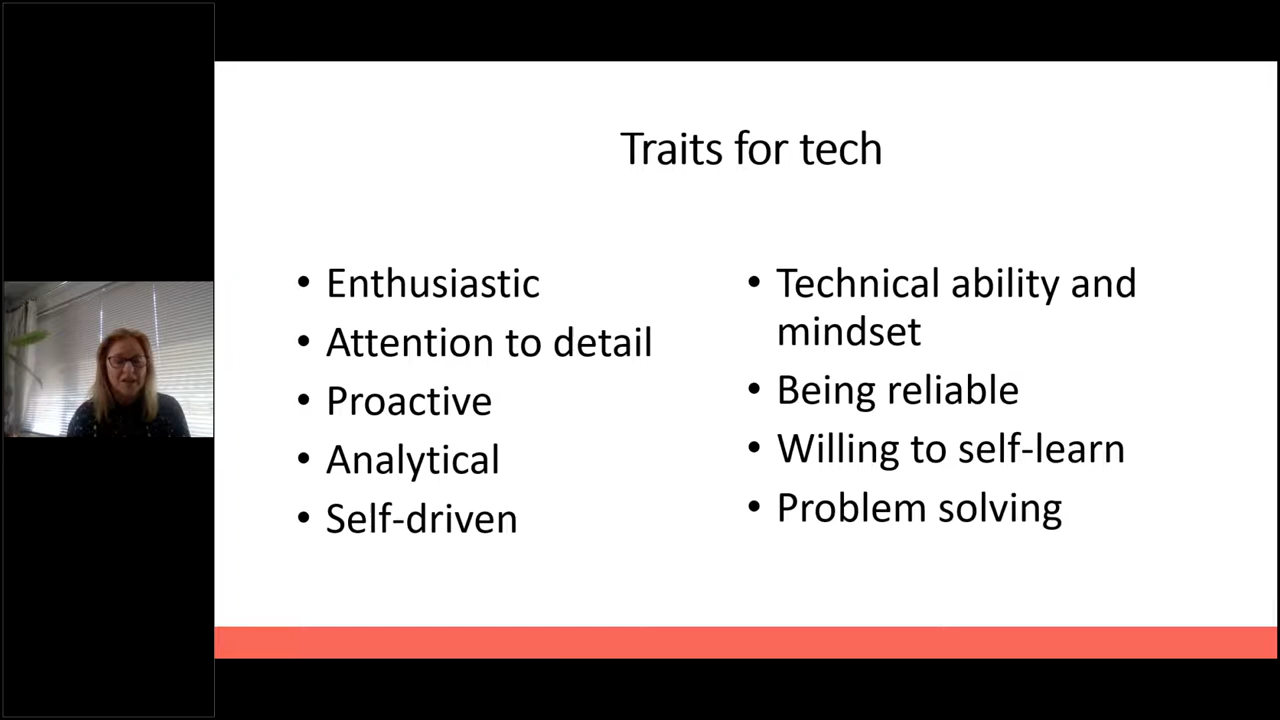 Traits for tech
• Enthusiastic
• Attention to detail
• Proactive
• Analytical
• Self-driven
• Technical ability and
mindset
• Being reliable
• Willing to self-learn
• Problem solving